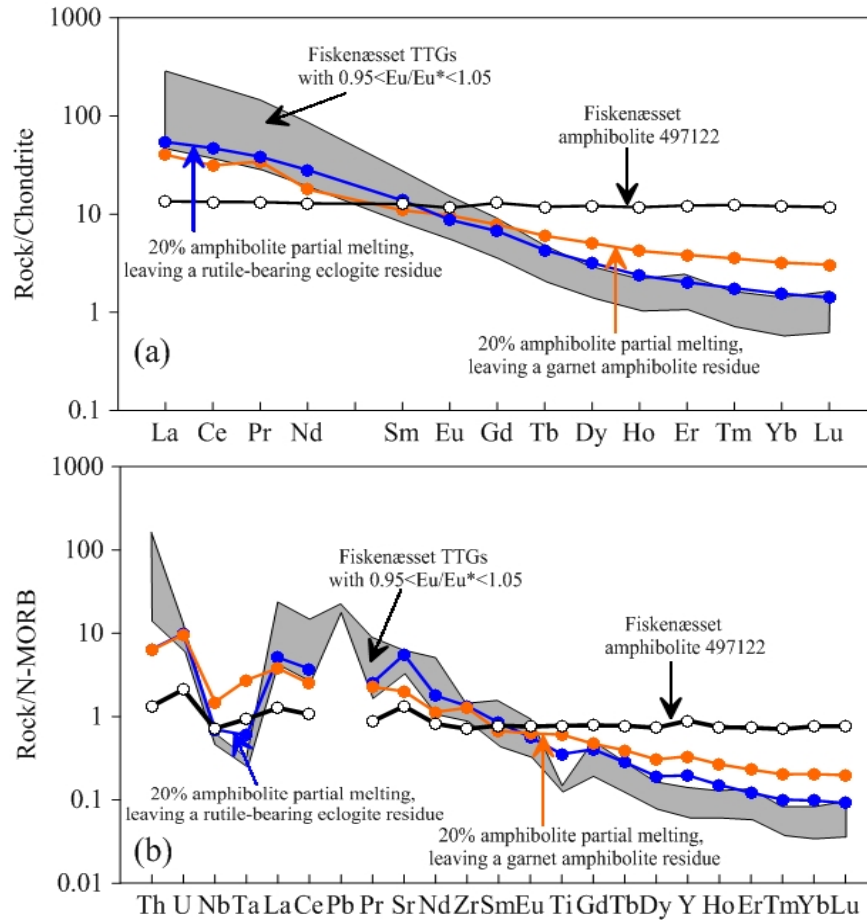 1000
Fiskenæsset TTGs
with 0.95<Eu/Eu*<1.05
Fiskenæsset
amphibolite 497122
100
Rock/Chondrite
10
20% amphibolite partial melting,
leaving a rutile-bearing eclogite residue
1
(a)
20% amphibolite partial melting,
leaving a garnet amphibolite residue
0.1
La Ce Pr Nd Sm Eu Gd Tb Dy Ho Er Tm Yb Lu
1000
100
Fiskenæsset TTGs
with 0.95<Eu/Eu*<1.05
Fiskenæsset
amphibolite 497122
10
Rock/N-MORB
1
20% amphibolite partial melting,
leaving a rutile-bearing eclogite residue
0.1
(b)
20% amphibolite partial melting,
leaving a garnet amphibolite residue
0.01
Th U Nb Ta La Ce Pb Pr Sr Nd Zr Sm Eu Ti Gd Tb Dy Y Ho Er Tm Yb Lu